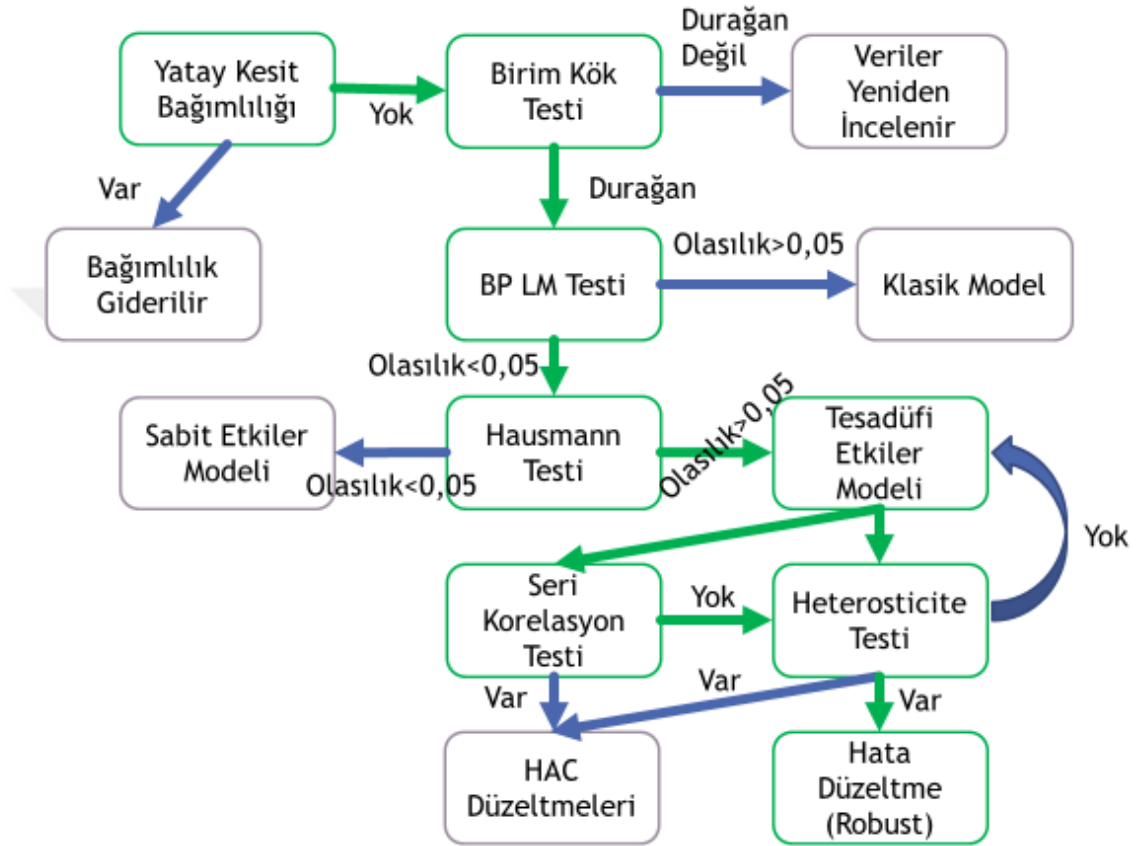 Yatay Kesit
Bağımlılığı
Yok
Birim Kök
Testi
Durağan
Değil
Veriler
Yeniden
İncelenir
Var
Durağan
Bağımlılık
Giderilir
BP LM Testi
Olasılık>0,05
Klasik Model
Olasılık<0,05
Sabit Etkiler
Modeli
Olasılık<0,05
Hausmann
Testi
Olasılık>0,05
Tesadüfi
Etkiler
Modeli
Yok
Seri
Korelasyon
Testi
Yok
Heterosticite
Testi
Var
Var
Var
HAC
Düzeltmeleri
Hata
Düzeltme
(Robust)